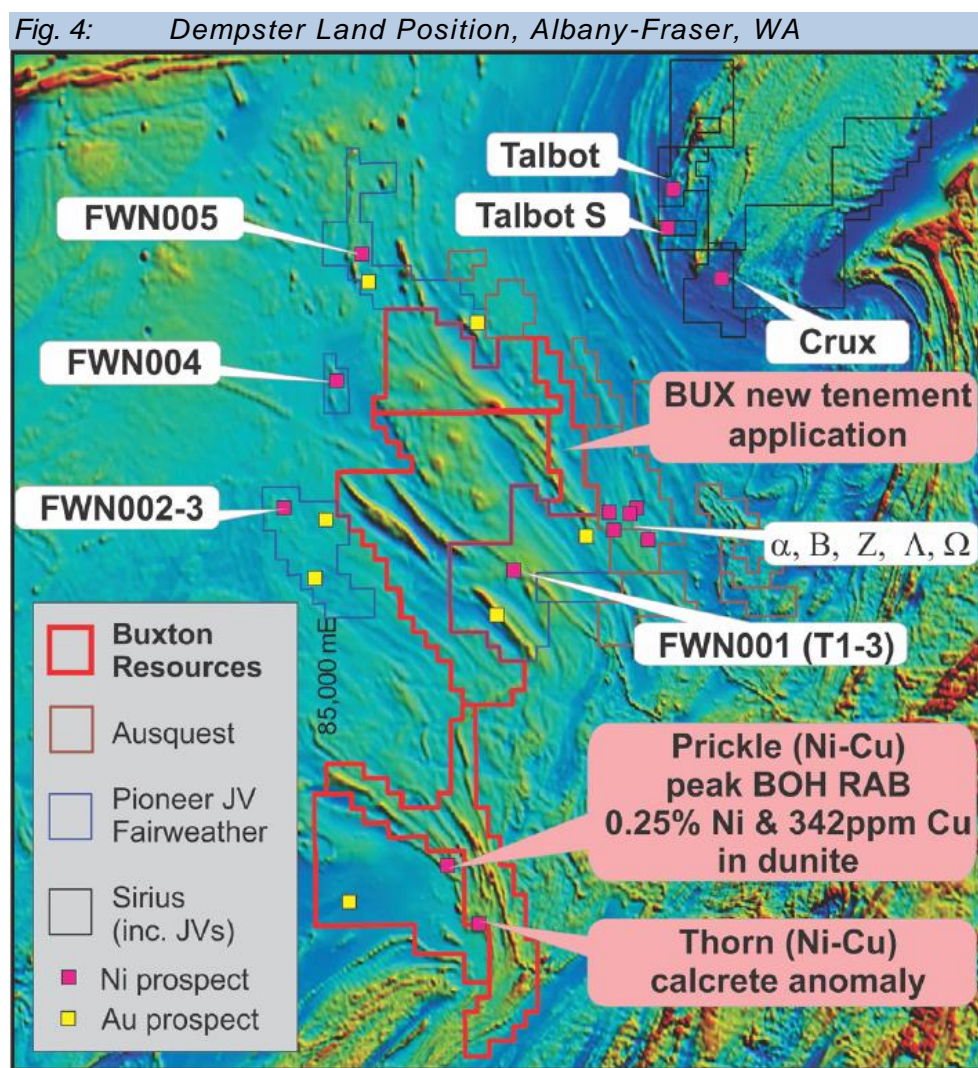 Fig. 4: Dempster Land Position, Albany-Fraser, WA
Talbot
FWN005
Talbot S
Crux
FWN004
BUX new tenement
application
FWN002-3
α, Β, Ζ, Λ, Ω
FWN001 (T1-3)
85,000 mE
Buxton
Resources
Ausquest
Pioneer JV
Fairweather
Sirius
(inc. JVs)
Ni prospect
Au prospect
Prickle (Ni-Cu)
peak BOH RAB
0.25% Ni & 342ppm Cu
in dunite
Thorn (Ni-Cu)
calcrete anomaly